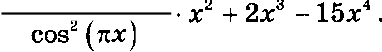 cos²(πx) · x² + 2x³ − 15x⁴ .